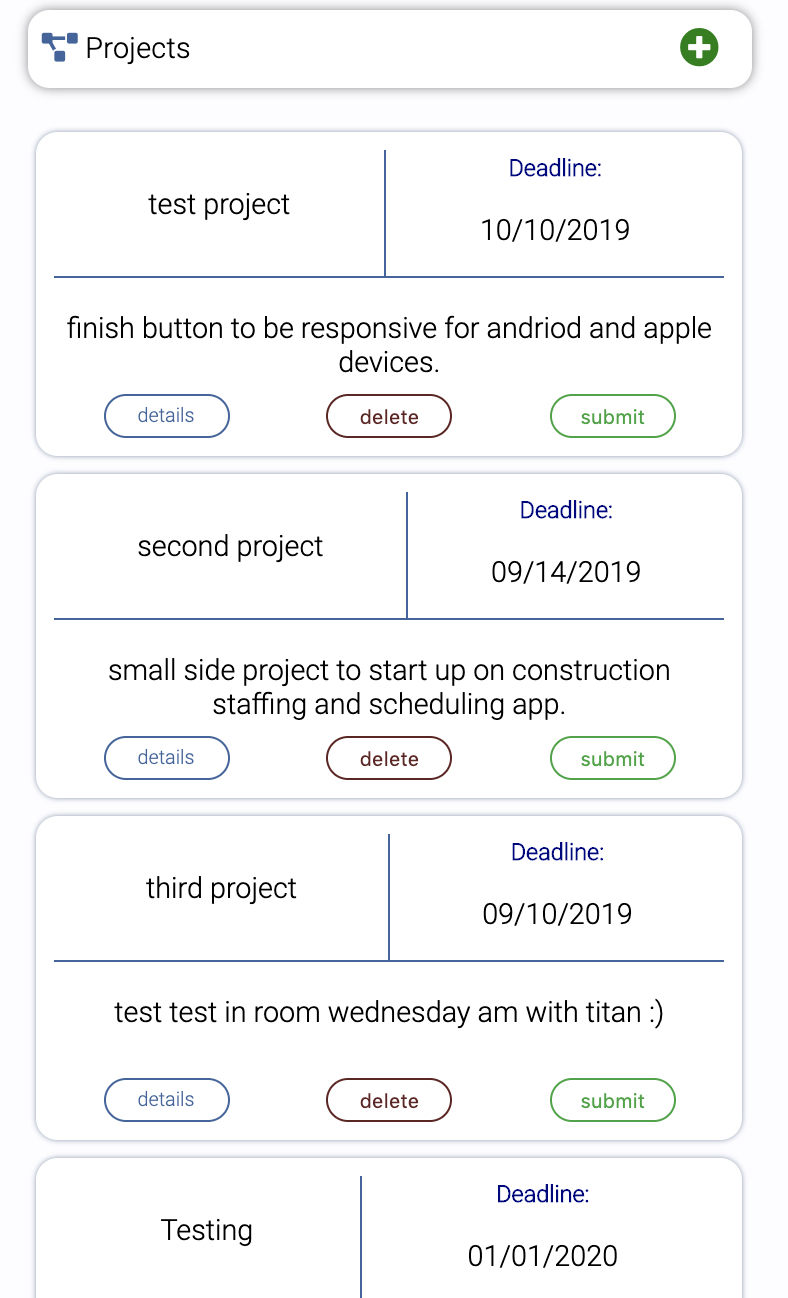 Projects
test project
Deadline:
10/10/2019
finish button to be responsive for andriod and apple
devices.
details
delete
submit
second project
Deadline:
09/14/2019
small side project to start up on construction
staffing and scheduling app.
details
delete
submit
third project
Deadline:
09/10/2019
test test in room wednesday am with titan :)
details
delete
submit
Testing
Deadline:
01/01/2020